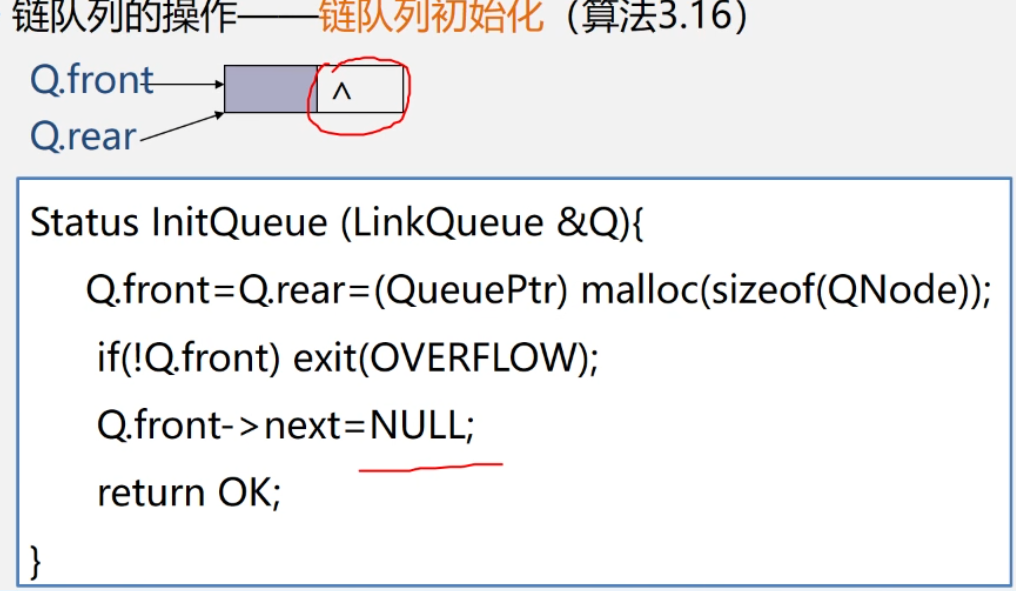 链队列的操作——链队列初始化（算法3.16）
Q.front
^
Q.rear
Status InitQueue (LinkQueue &Q){
Q.front=Q.rear=(QueuePtr) malloc(sizeof(QNode));
if(!Q.front) exit(OVERFLOW);
Q.front->next=NULL;
return OK;
}